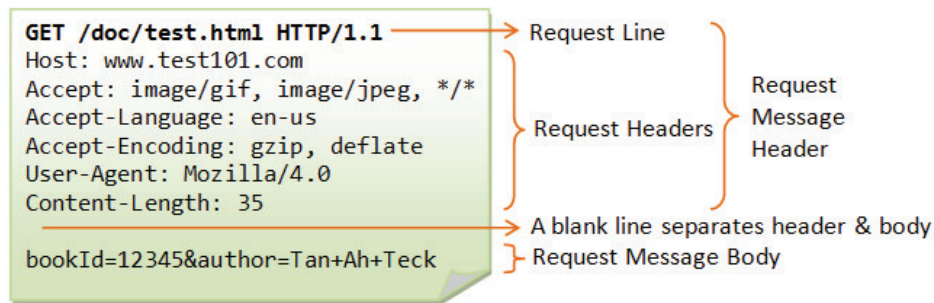 GET /doc/test.html HTTP/1.1
Host: www.test101.com
Accept: image/gif, image/jpeg, */*
Accept-Language: en-us
Accept-Encoding: gzip, deflate
User-Agent: Mozilla/4.0
Content-Length: 35
bookId=12345&author=Tan+Ah+Teck
Request Line
Request Headers
Request
Message
Header
A blank line separates header & body
Request Message Body